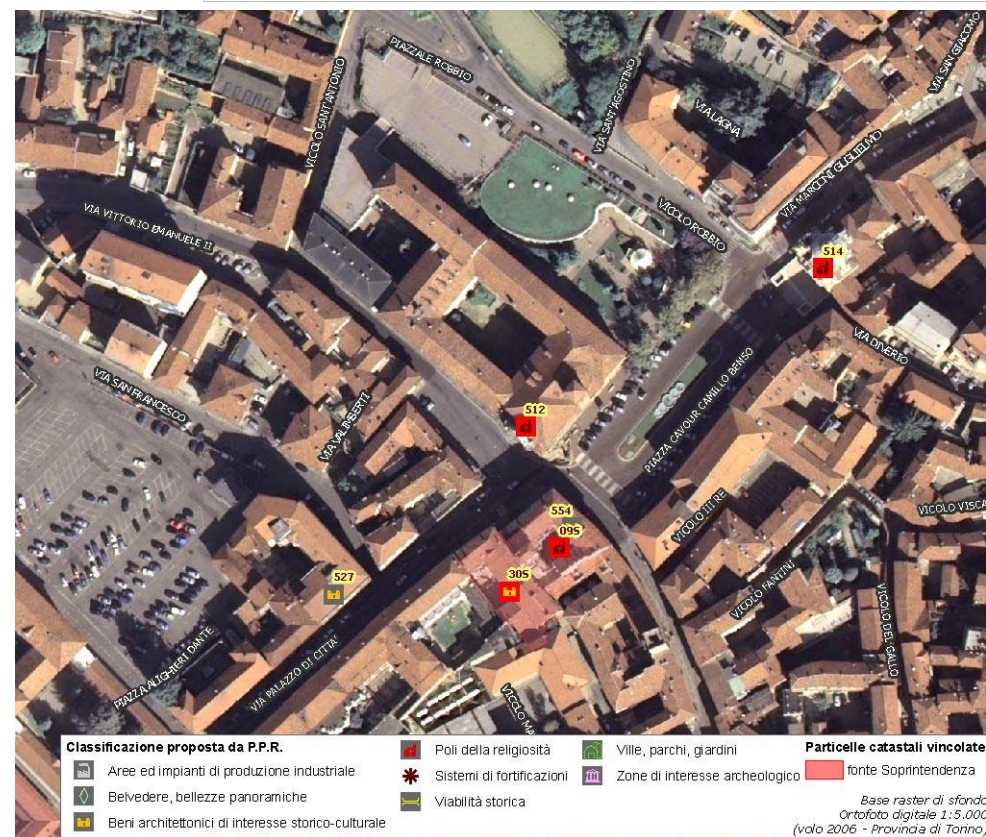 PIAZZALE ROBBIO
VIA SAN GIACOMO
VICOLO SANT'ANTONIO
VIA SANT'AGOSTINO
VIA LAGNA
VIA MARCONI GUGLIELMO
VIA VITTORIO EMANUELE II
VICOLO ROBBIO
514
VIA DIVERIO
VIA SAN FRANCESCO
VIA VALIMBERTI
512
PIAZZA CAVOUR CAMILLO BENSO
VICOLO III RE
VICOLO VISCA
554
09S
527
30S
VICOLO FANTINI
VICOLO DEL GALLO
PIAZZA ALIGHIERI DANTE
VIA PALAZZO DI CITTA'
VICOLO MA
Classificazione proposta da P.P.R.
Aree ed impianti di produzione industriale
Belvedere, bellezze panoramiche
Beni architettonici di interesse storico-culturale
Poli della religiosità
Sistemi di fortificazioni
Viabilità storica
Ville, parchi, giardini
Zone di interesse archeologico
Particelle catastali vincolate
fonte Soprintendenza
Base raster di sfondo
Ortofoto digitale 1:5.000
(volo 2006 - Provincia di Torino)